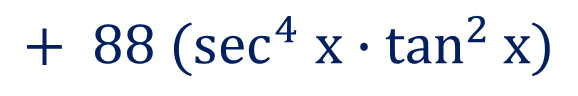 + 88 (sec⁴ x · tan² x)